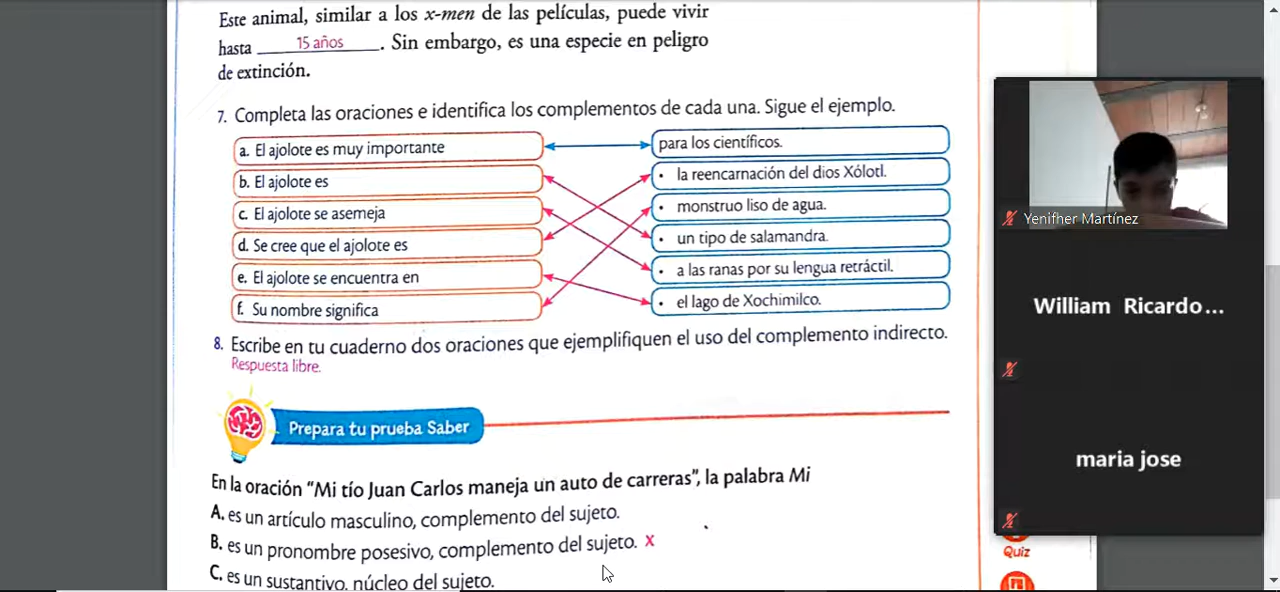 Este animal, similar a los x-men de las películas, puede vivir
hasta 15 años. Sin embargo, es una especie en peligro
de extinción.
7. Completa las oraciones e identifica los complementos de cada una. Sigue el ejemplo.
a. El ajolote es muy importante
para los científicos.
b. El ajolote es
• la reencarnación del dios Xólotl.
c. El ajolote se asemeja
• monstruo liso de agua.
d. Se cree que el ajolote es
• un tipo de salamandra.
e. El ajolote se encuentra en
• a las ranas por su lengua retráctil.
f. Su nombre significa
• el lago de Xochimilco.
8. Escribe en tu cuaderno dos oraciones que ejemplifiquen el uso del complemento indirecto.
Respuesta libre.
Prepara tu prueba Saber
En la oración "Mi tío Juan Carlos maneja un auto de carreras", la palabra Mi
A. es un artículo masculino, complemento del sujeto.
B. es un pronombre posesivo, complemento del sujeto. X
C. es un sustantivo, núcleo del sujeto.
Yenifher Martínez
William Ricardo...
maria jose
Quiz